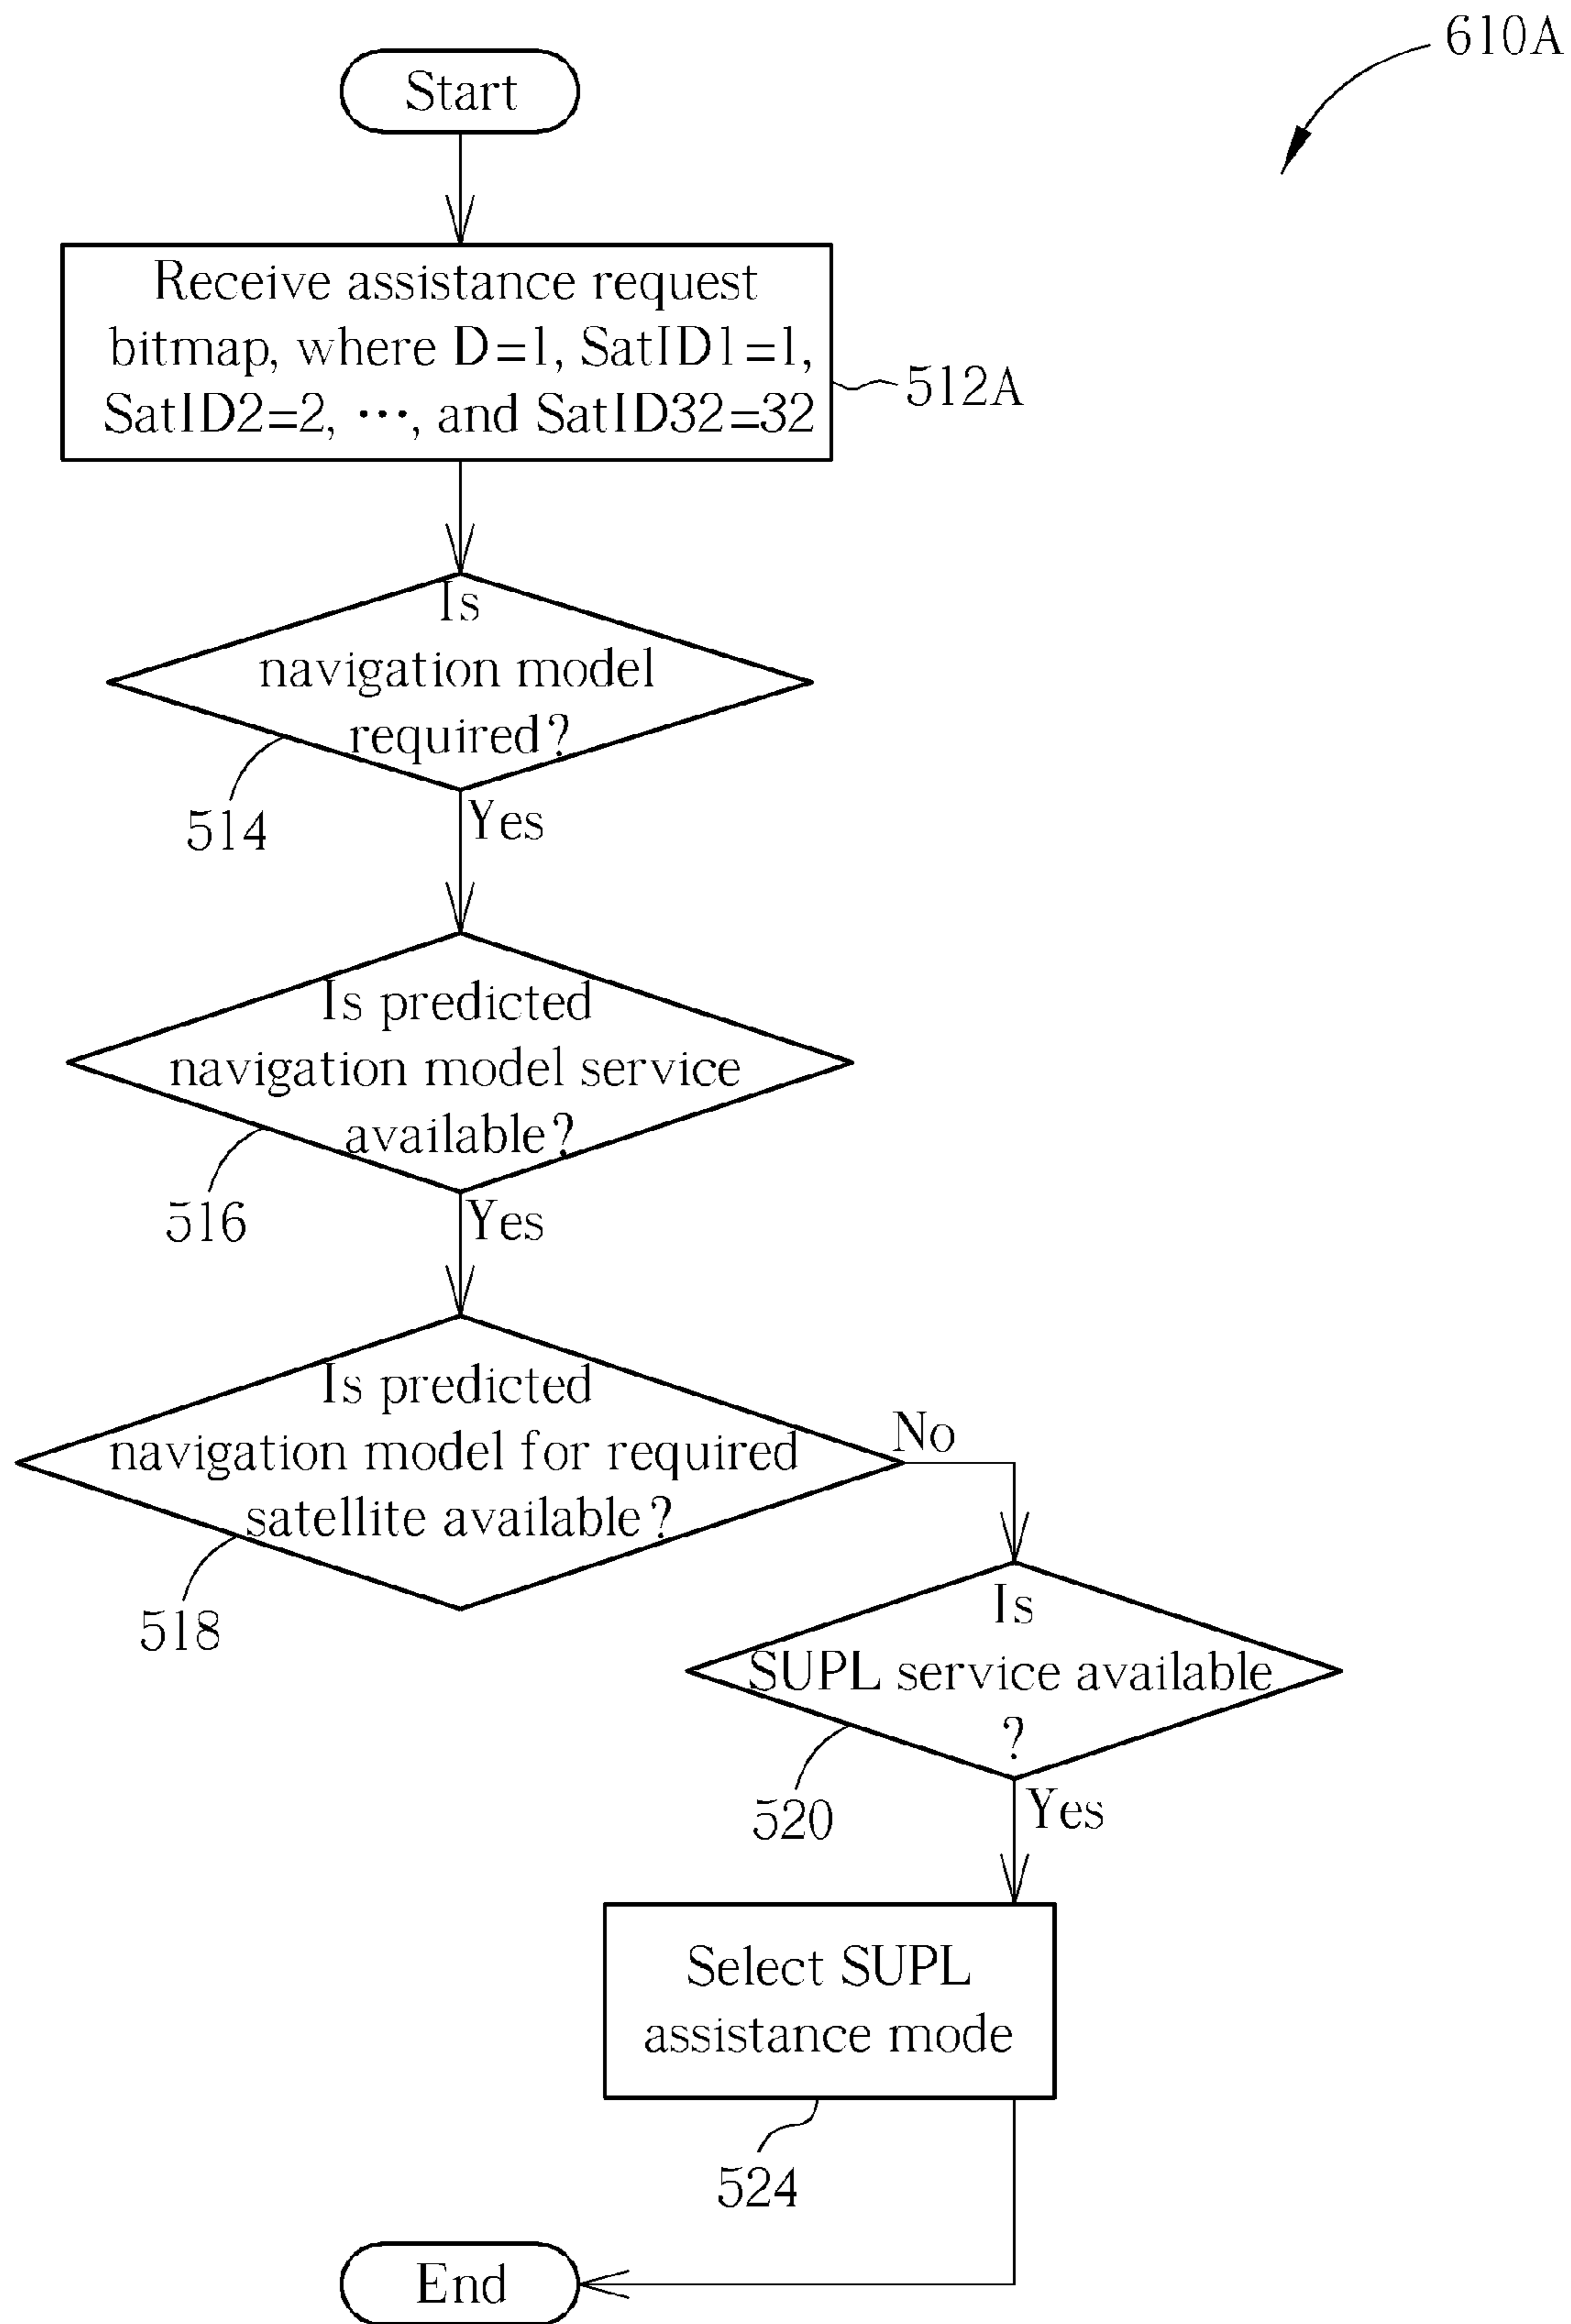 610A
Start
Receive assistance request
bitmap, where D=1, SatID1=1,
SatID2=2, ···, and SatID32=32
512A
Is
navigation model
required?
514
Yes
Is predicted
navigation model service
available?
516
Yes
Is predicted
navigation model for required
satellite available?
518
No
Is
SUPL service available
?
520
Yes
Select SUPL
assistance mode
524
End